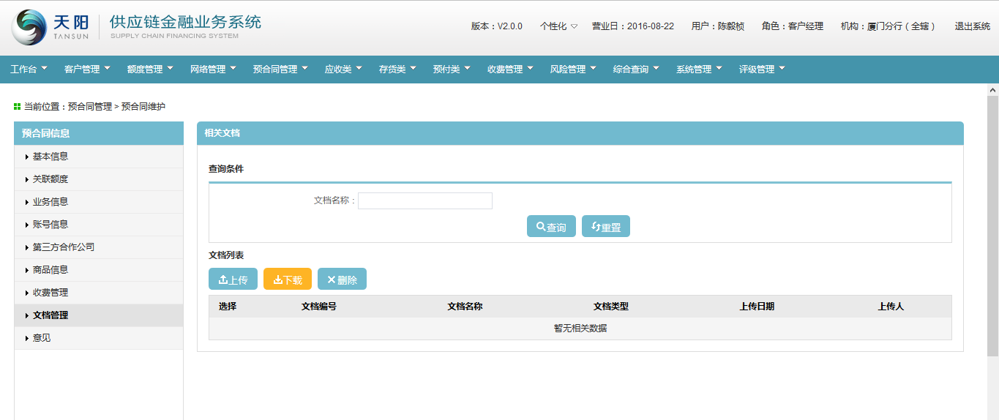 天阳
TANSUN
供应链金融业务系统
SUPPLY CHAIN FINANCING SYSTEM
版本：V2.0.0 个性化 营业日：2016-08-22 用户：陈毅桢 角色：客户经理 机构：厦门分行（全辖） 退出系统
工作台 客户管理 额度管理 网络管理 预合同管理 应收类 存货类 预付类 收费管理 风险管理 综合查询 系统管理 评级管理
当前位置：预合同管理 > 预合同维护
预合同信息
基本信息
关联额度
业务信息
账号信息
第三方合作公司
商品信息
收费管理
文档管理
意见
相关文档
查询条件
文档名称：
查询 重置
文档列表
上传 下载 删除
选择 文档编号 文档名称 文档类型 上传日期 上传人
暂无相关数据